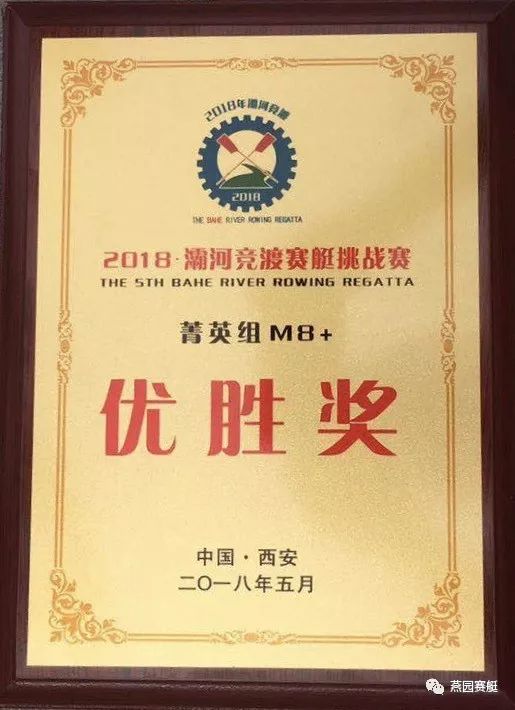 2018年灞河竞渡
2018
THE BAHE RIVER ROWING REGATTA
2018·灞河竞渡赛艇挑战赛
THE 5TH BAHE RIVER ROWING REGATTA
菁英组M8+
优胜奖
中国·西安
二〇一八年五月
燕园赛艇